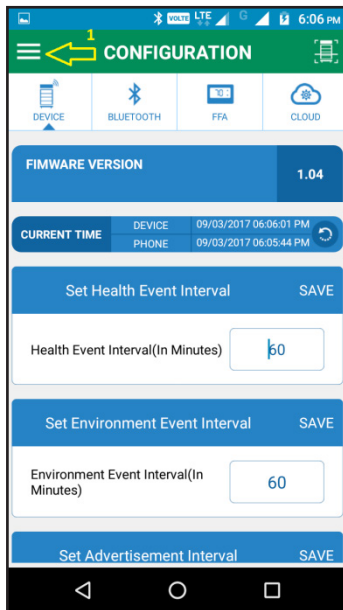 VOLTE LTE G 6:06 PM
1
CONFIGURATION
DEVICE BLUETOOTH FFA CLOUD
FIMWARE VERSION 1.04
CURRENT TIME
DEVICE 09/03/2017 06:06:01 PM
PHONE 09/03/2017 06:05:44 PM
Set Health Event Interval SAVE
Health Event Interval(In Minutes) 60
Set Environment Event Interval SAVE
Environment Event Interval(In
Minutes) 60
Set Advertisement Interval SAVE